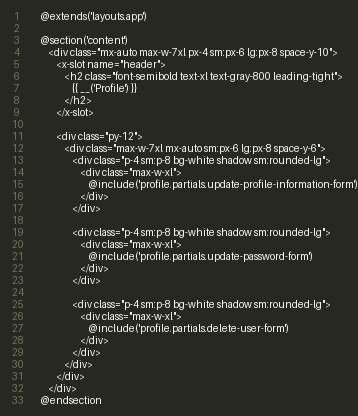 1 @extends('layouts.app')
2
3 @section('content')
4 <div class="mx-auto max-w-7xl px-4 sm:px-6 lg:px-8 space-y-10">
5 <x-slot name="header">
6 <h2 class="font-semibold text-xl text-gray-800 leading-tight">
7 {{ __('Profile') }}
8 </h2>
9 </x-slot>
10
11 <div class="py-12">
12 <div class="max-w-7xl mx-auto sm:px-6 lg:px-8 space-y-6">
13 <div class="p-4 sm:p-8 bg-white shadow sm:rounded-lg">
14 <div class="max-w-xl">
15 @include('profile.partials.update-profile-information-form')
16 </div>
17 </div>
18
19 <div class="p-4 sm:p-8 bg-white shadow sm:rounded-lg">
20 <div class="max-w-xl">
21 @include('profile.partials.update-password-form')
22 </div>
23 </div>
24
25 <div class="p-4 sm:p-8 bg-white shadow sm:rounded-lg">
26 <div class="max-w-xl">
27 @include('profile.partials.delete-user-form')
28 </div>
29 </div>
30 </div>
31 </div>
32 </div>
33 @endsection